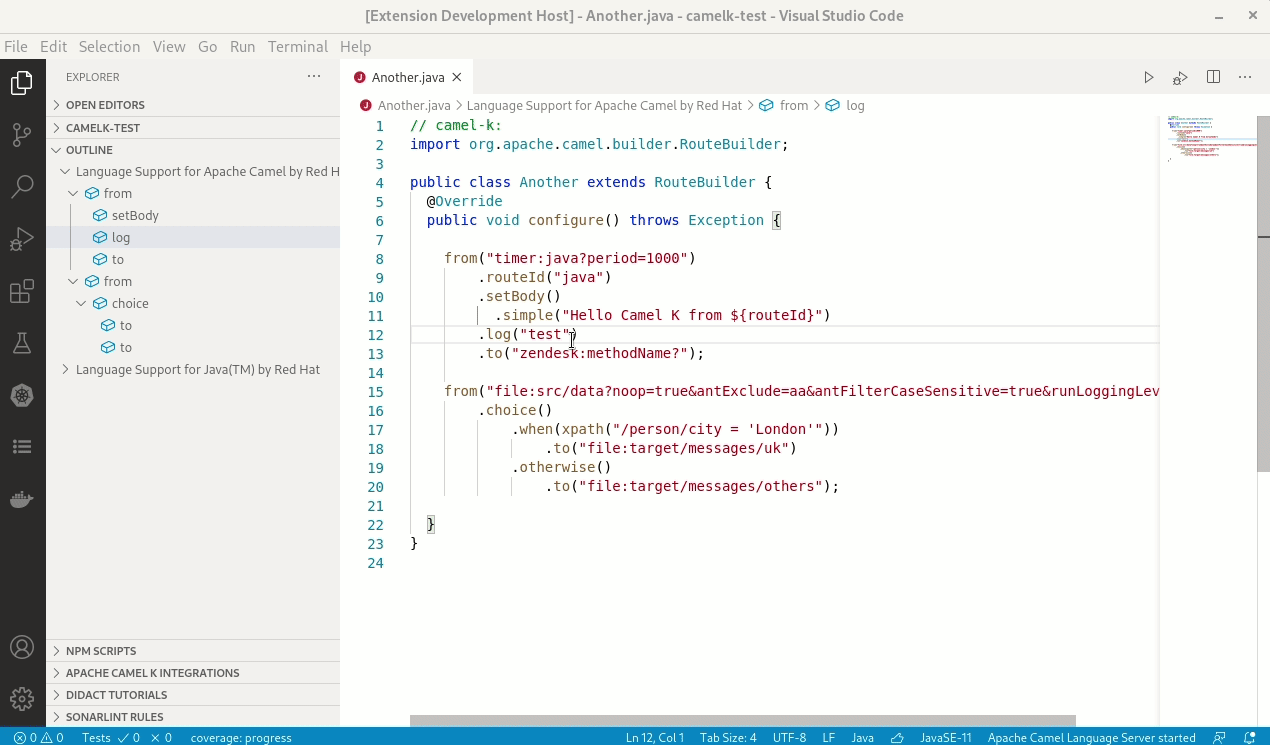 [Extension Development Host] - Another.java - camelk-test - Visual Studio Code
File Edit Selection View Go Run Terminal Help
EXPLORER
OPEN EDITORS
CAMELK-TEST
OUTLINE
Language Support for Apache Camel by Red H
from
setBody
log
to
from
choice
to
to
Language Support for Java(TM) by Red Hat
NPM SCRIPTS
APACHE CAMEL K INTEGRATIONS
DIDACT TUTORIALS
SONARLINT RULES
Another.java
Another.java > Language Support for Apache Camel by Red Hat > from > log
1 // camel-k:
2 import org.apache.camel.builder.RouteBuilder;
3
4 public class Another extends RouteBuilder {
5 @Override
6 public void configure() throws Exception {
7
8 from("timer:java?period=1000")
9 .routeId("java")
10 .setBody()
11 .simple("Hello Camel K from ${routeId}")
12 .log("test")
13 .to("zendesk:methodName?");
14
15 from("file:src/data?noop=true&antExclude=aa&antFilterCaseSensitive=true&runLoggingLev
16 .choice()
17 .when(xpath("/person/city = 'London'"))
18 .to("file:target/messages/uk")
19 .otherwise()
20 .to("file:target/messages/others");
21
22 }
23 }
24
0 0 Tests 0 0 coverage: progress Ln 12, Col 1 Tab Size: 4 UTF-8 LF Java JavaSE-11 Apache Camel Language Server started